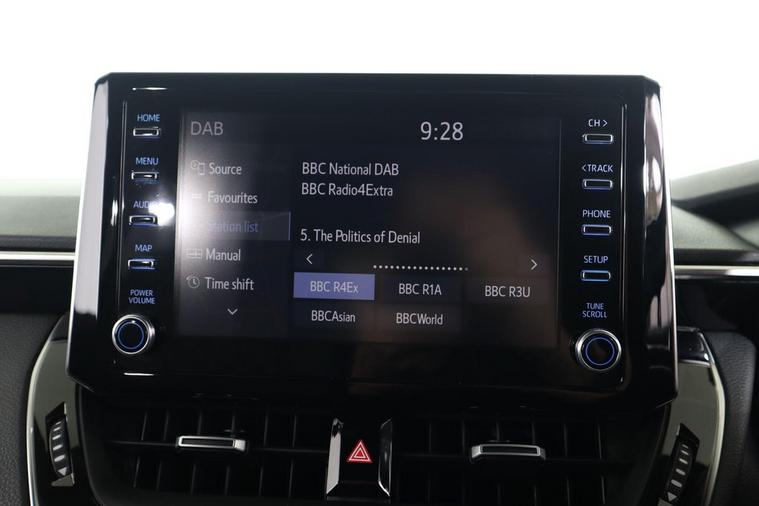 HOME
MENU
AUDIO
MAP
POWER
VOLUME
DAB
9:28
Source
Favourites
Station list
Manual
Time shift
BBC National DAB
BBC Radio4Extra
5. The Politics of Denial
< >
BBC R4Ex BBC R1A BBC R3U
BBCAsian BBCWorld
CH >
< TRACK
PHONE
SETUP
TUNE
SCROLL